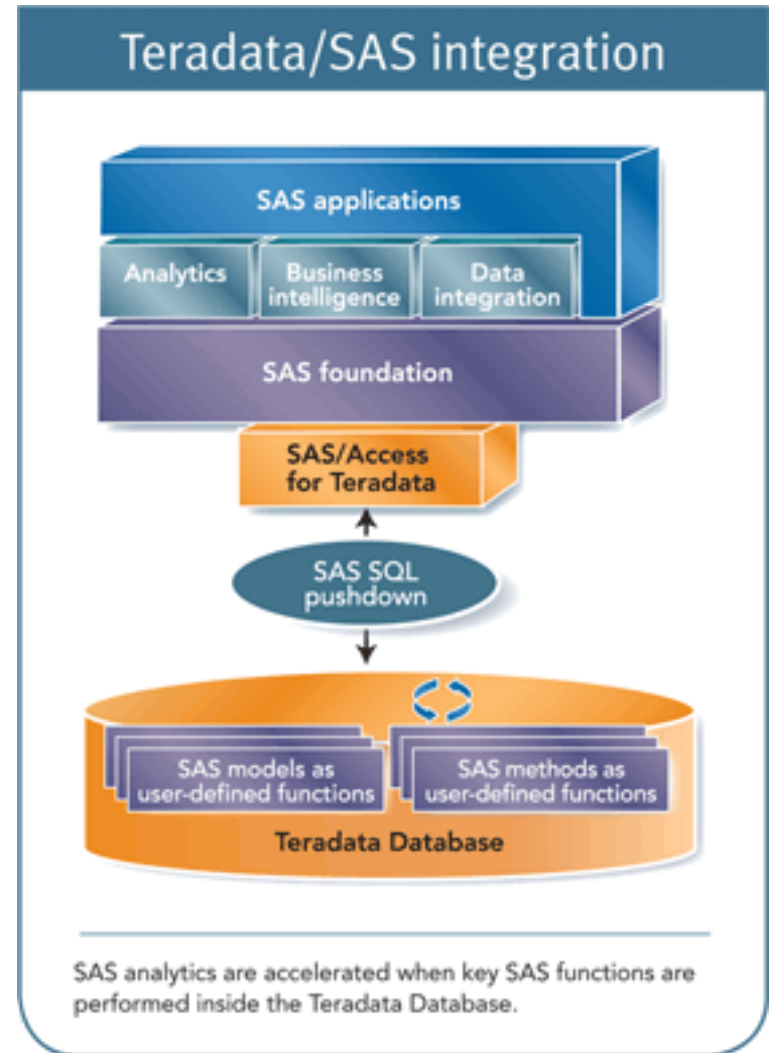 Teradata/SAS integration
SAS applications
Analytics
Business
intelligence
Data
integration
SAS foundation
SAS/Access
for Teradata
SAS SQL
pushdown
SAS models as
user-defined functions
SAS methods as
user-defined functions
Teradata Database
SAS analytics are accelerated when key SAS functions are
performed inside the Teradata Database.